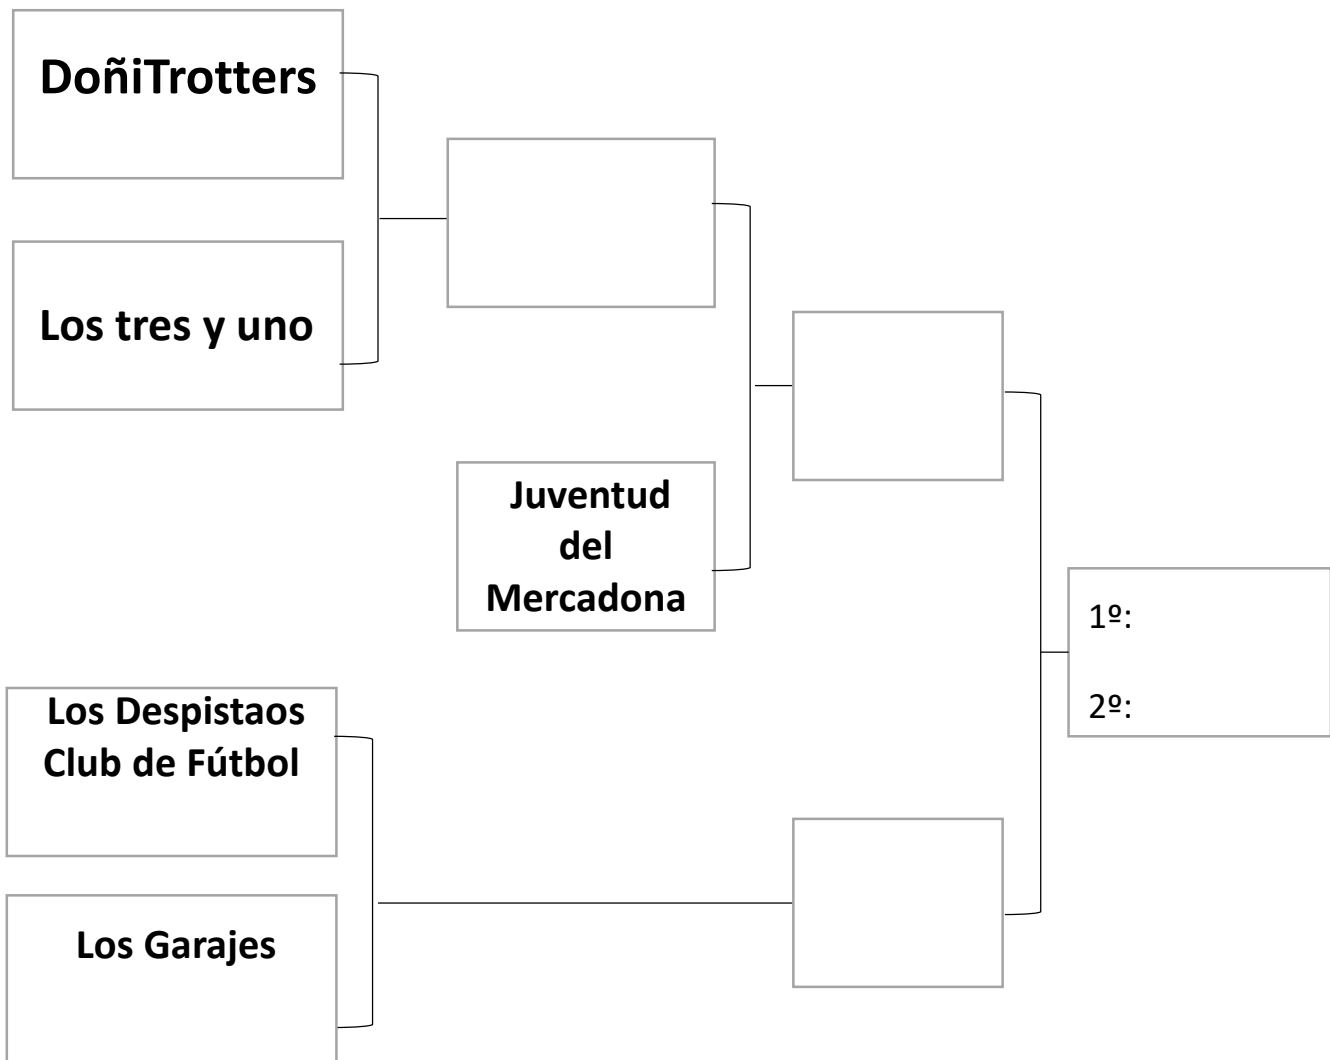 DoñiTrotters
Los tres y uno
Juventud
del
Mercadona
1º:
2º:
Los Despistaos
Club de Fútbol
Los Garajes